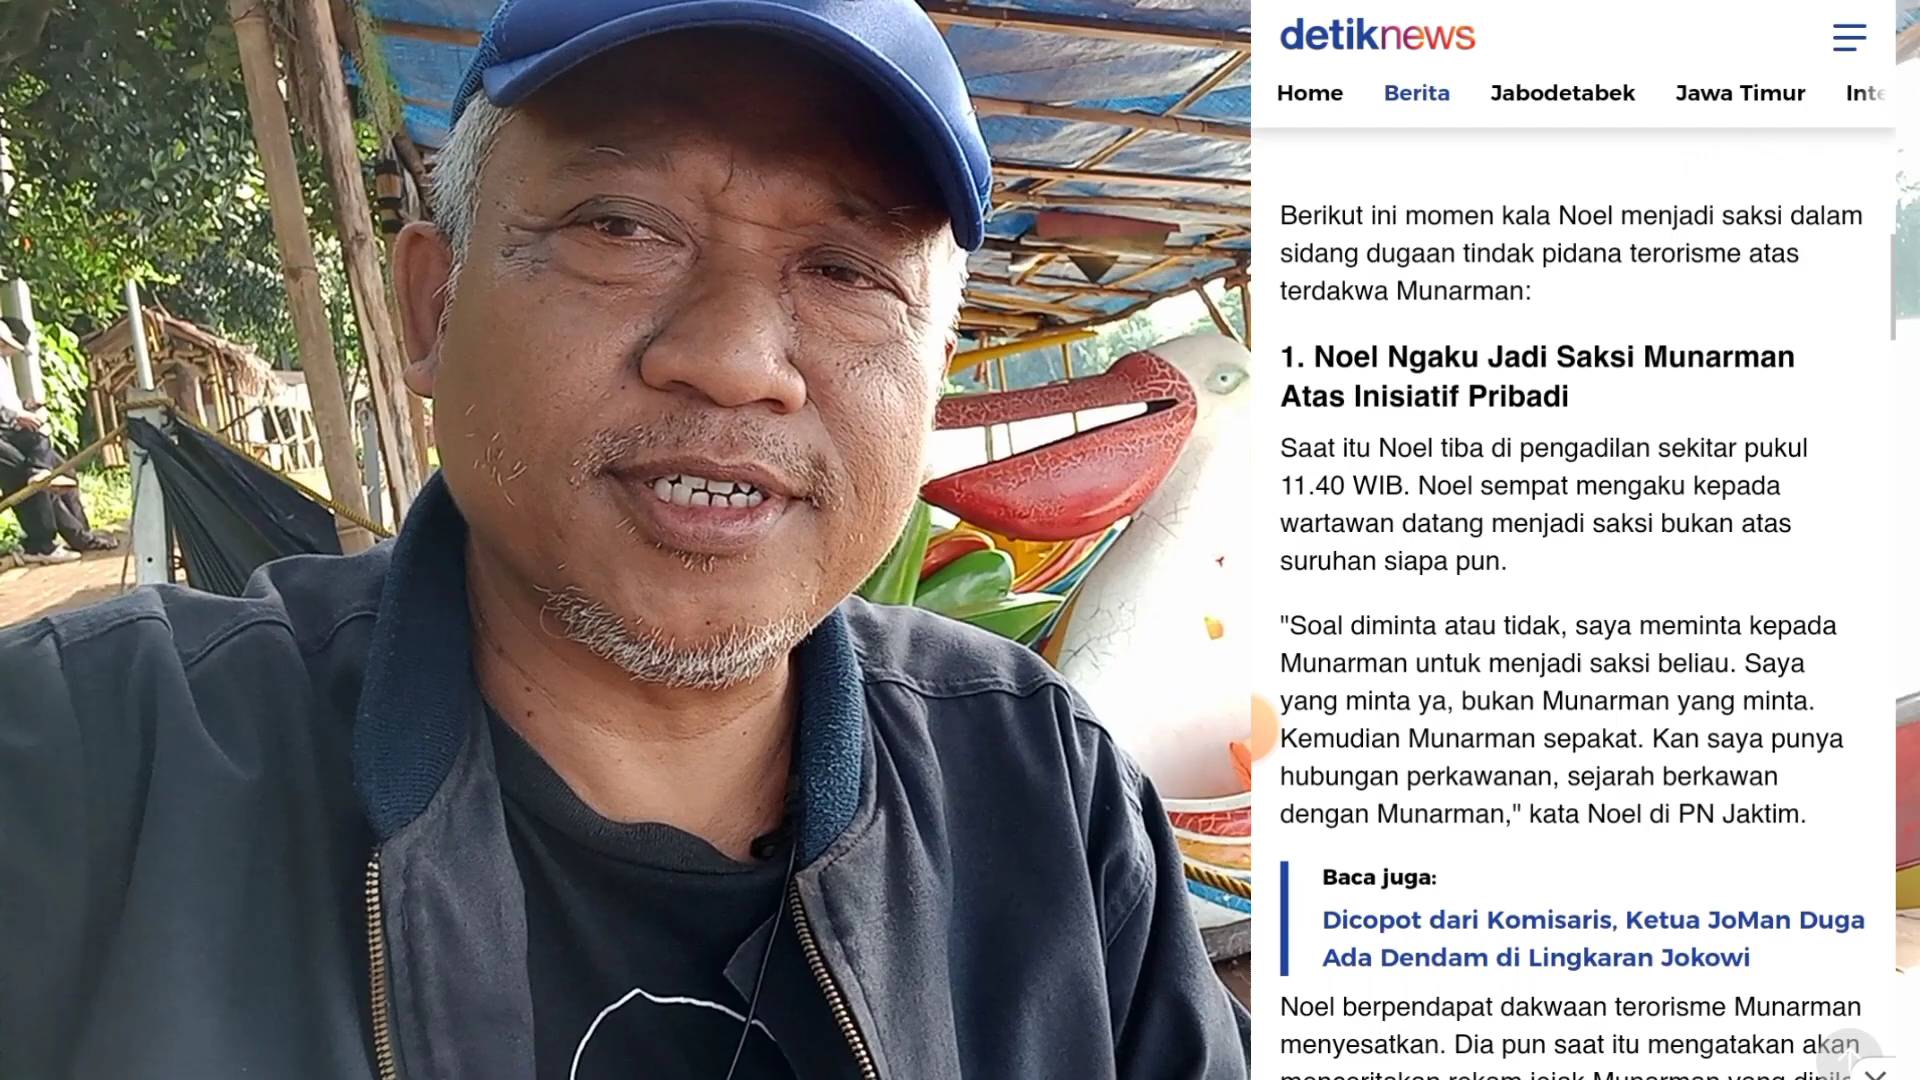 detiknews
Home Berita Jabodetabek Jawa Timur Inte
Berikut ini momen kala Noel menjadi saksi dalam
sidang dugaan tindak pidana terorisme atas
terdakwa Munarman:
1. Noel Ngaku Jadi Saksi Munarman
Atas Inisiatif Pribadi
Saat itu Noel tiba di pengadilan sekitar pukul
11.40 WIB. Noel sempat mengaku kepada
wartawan datang menjadi saksi bukan atas
suruhan siapa pun.
"Soal diminta atau tidak, saya meminta kepada
Munarman untuk menjadi saksi beliau. Saya
yang minta ya, bukan Munarman yang minta.
Kemudian Munarman sepakat. Kan saya punya
hubungan perkawanan, sejarah berkawan
dengan Munarman," kata Noel di PN Jaktim.
Baca juga:
Dicopot dari Komisaris, Ketua JoMan Duga
Ada Dendam di Lingkaran Jokowi
Noel berpendapat dakwaan terorisme Munarman
menyesatkan. Dia pun saat itu mengatakan akan